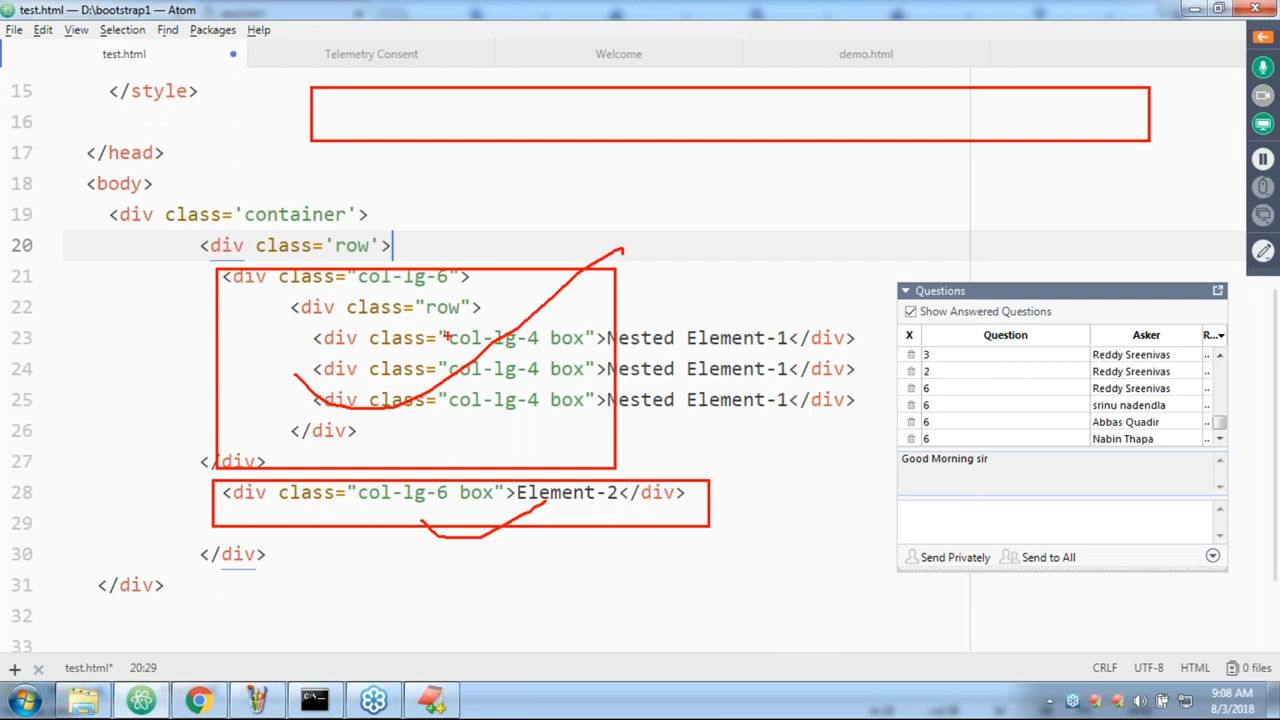 test.html — D:\bootstrap1 — Atom
File Edit View Selection Find Packages Help
test.html Telemetry Consent Welcome demo.html
15 </style>
16
17 </head>
18 <body>
19 <div class='container'>
20 <div class='row'>
21 <div class="col-lg-6">
22 <div class="row">
23 <div class="col-lg-4 box">Nested Element-1</div>
24 <div class="col-lg-4 box">Nested Element-1</div>
25 <div class="col-lg-4 box">Nested Element-1</div>
26 </div>
27 </div>
28 <div class="col-lg-6 box">Element-2</div>
29
30 </div>
31 </div>
32
33
Questions
Show Answered Questions
X Question Asker R...
3 Reddy Sreenivas ..
2 Reddy Sreenivas ..
6 Reddy Sreenivas ..
6 srinu nadendla ..
6 Abbas Quadir ..
6 Nabin Thapa ..
Good Morning sir
Send Privately Send to All
test.html* 20:29 CRLF UTF-8 HTML 0 files
9:08 AM
8/3/2018